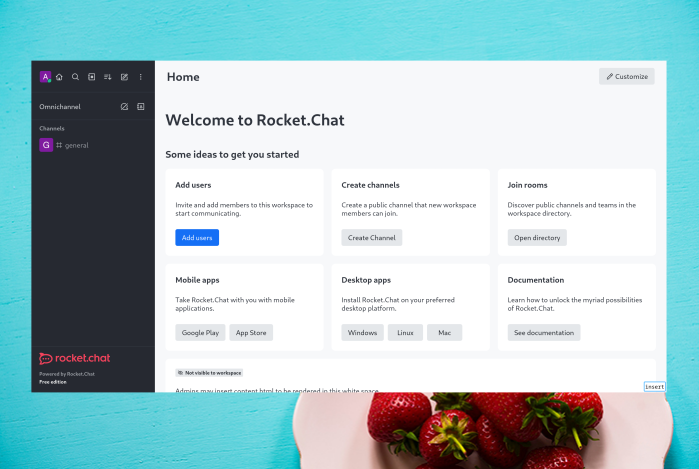 A
Home
Customize
Omnichannel
Channels
G general
Welcome to Rocket.Chat
Some ideas to get you started
Add users
Invite and add members to this workspace to
start communicating.
Add users
Create channels
Create a public channel that new workspace
members can join.
Create Channel
Join rooms
Discover public channels and teams in the
workspace directory.
Open directory
Mobile apps
Take Rocket.Chat with you with mobile
applications.
Google Play App Store
Desktop apps
Install Rocket.Chat on your preferred
desktop platform.
Windows Linux Mac
Documentation
Learn how to unlock the myriad possibilities
of Rocket.Chat.
See documentation
Not visible to workspace
Admins may insert content html to be rendered in this white space.
rocket.chat
Powered by Rocket.Chat
Free edition
insert